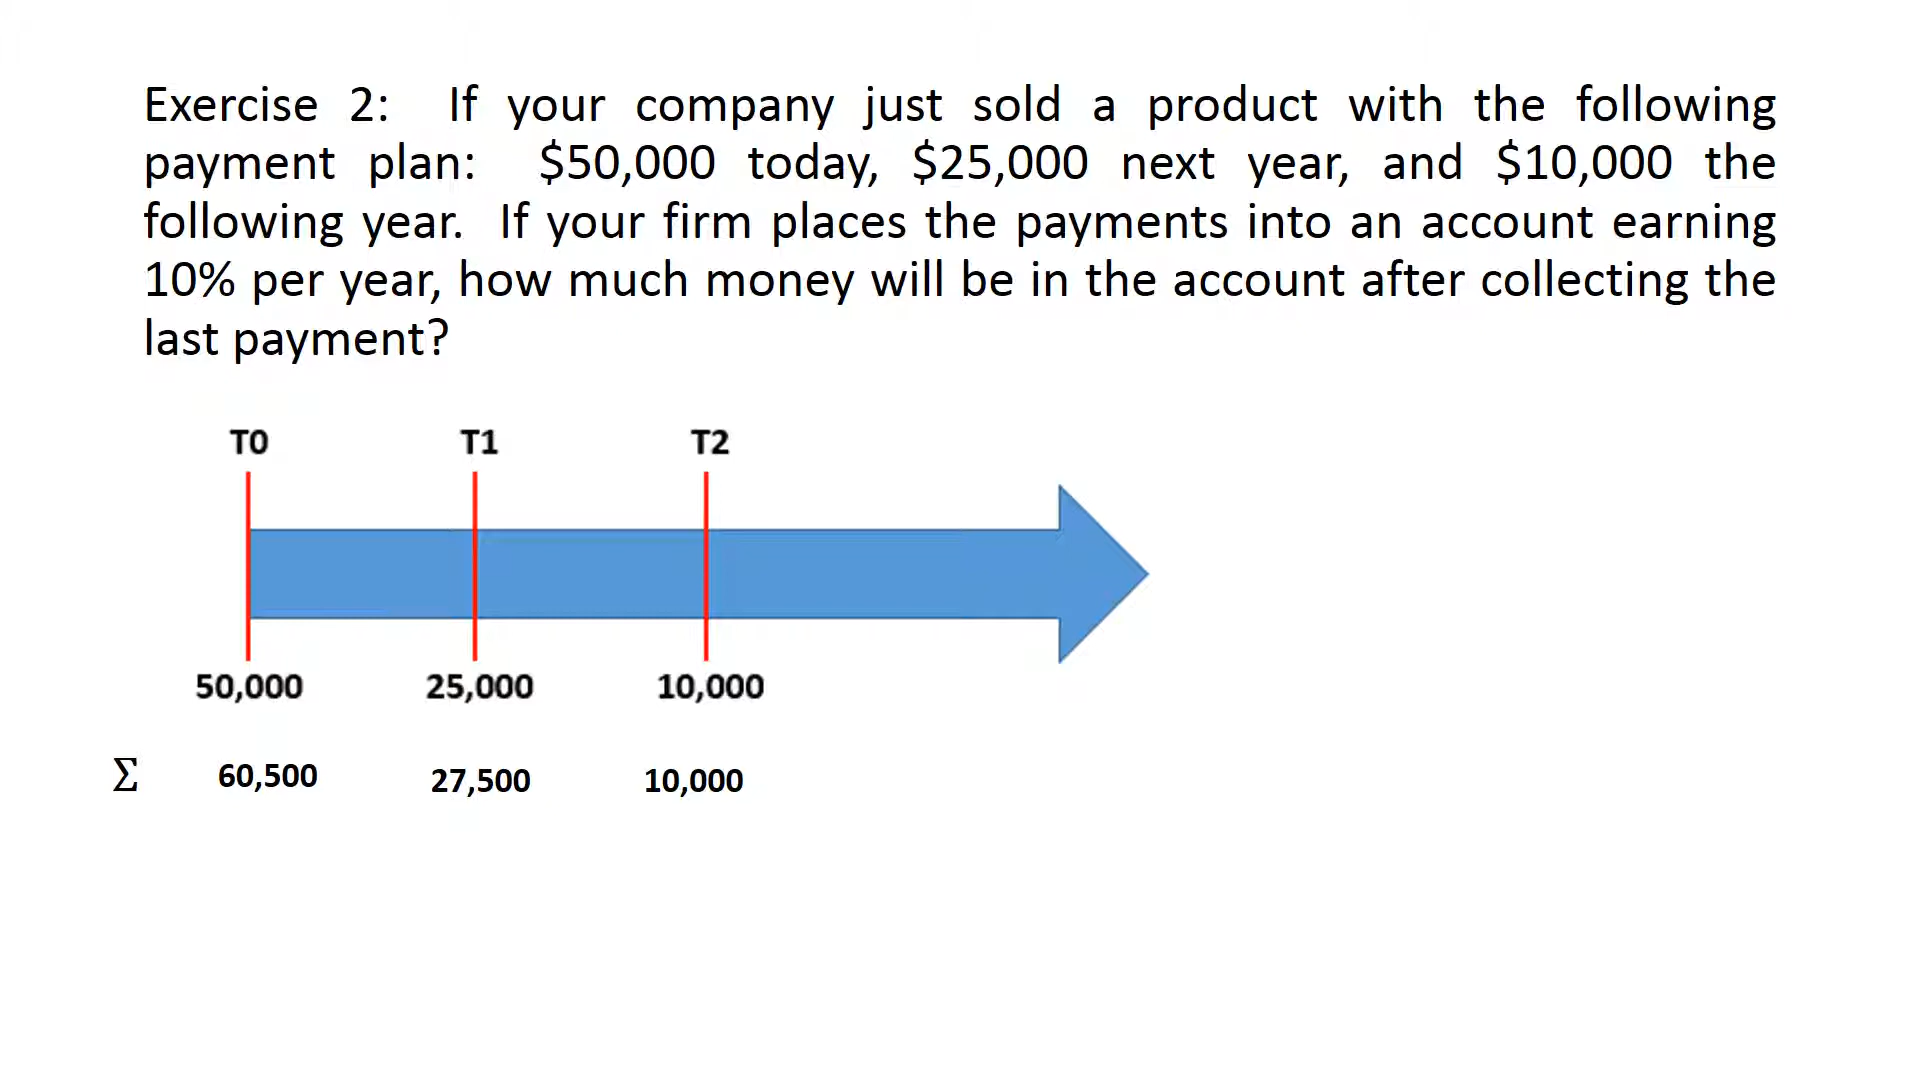 Exercise 2: If your company just sold a product with the following
payment plan: $50,000 today, $25,000 next year, and $10,000 the
following year. If your firm places the payments into an account earning
10% per year, how much money will be in the account after collecting the
last payment?
T0 T1 T2
50,000 25,000 10,000
Σ 60,500 27,500 10,000